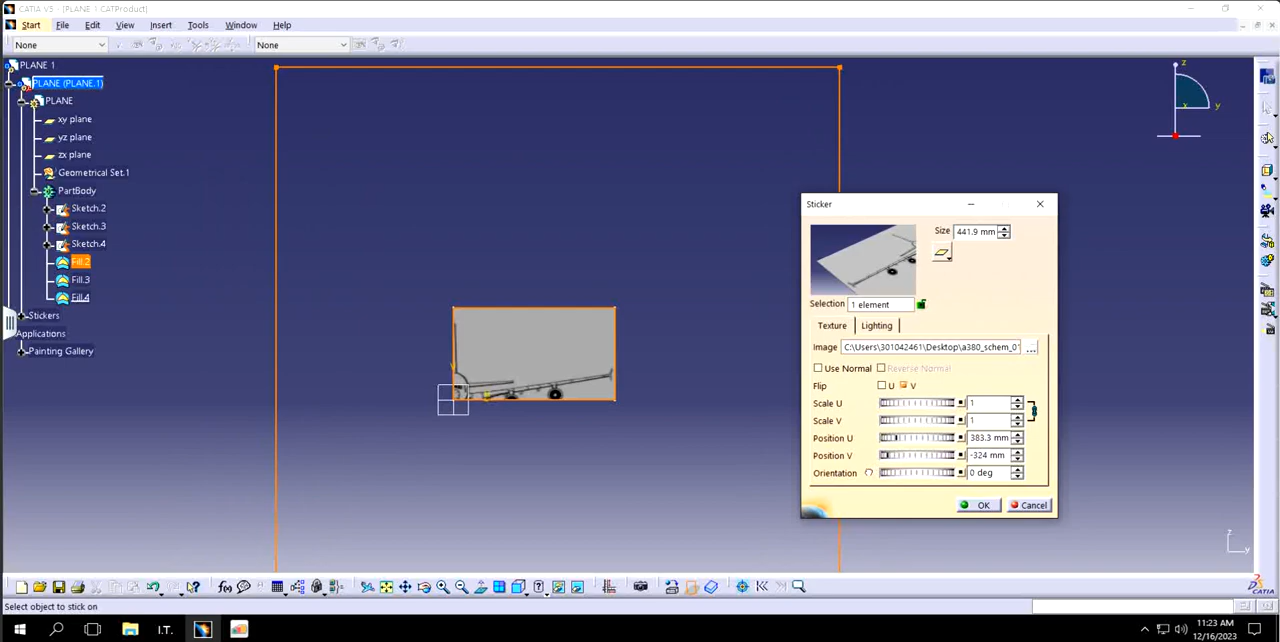 CATIA V5 - [PLANE 1.CATProduct]
Start File Edit View Insert Tools Window Help
None None
PLANE 1
PLANE (PLANE.1)
PLANE
xy plane
yz plane
zx plane
Geometrical Set.1
PartBody
Sketch.2
Sketch.3
Sketch.4
Fill.2
Fill.3
Fill.4
Stickers
Applications
Painting Gallery
z
x
y
Sticker
Size 441.9 mm
Selection 1 element
Texture Lighting
Image C:\Users\301042461\Desktop\a380_schem_01 ...
Use Normal Reverse Normal
Flip U V
Scale U 1
Scale V 1
Position U 383.3 mm
Position V -324 mm
Orientation 0 deg
OK Cancel
z
y
CATIA
Select object to stick on
I.T.
11:23 AM
12/16/2023